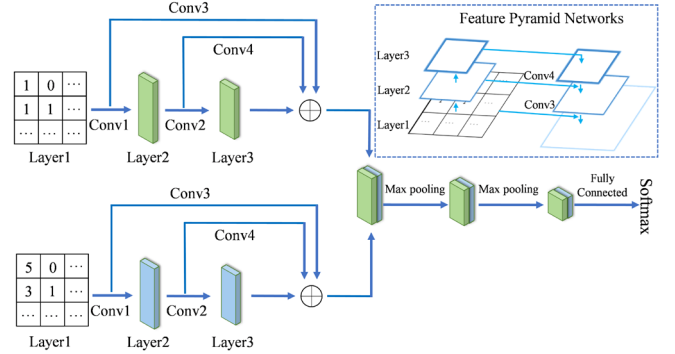 Conv3
Conv4
1 0 ...
1 1 ...
... ...
Conv1
Conv2
Layer1
Layer2
Layer3
Feature Pyramid Networks
Layer3
Layer2
Layer1
Conv4
Conv3
Max pooling
Max pooling
Fully
Connected
Softmax
Conv3
Conv4
5 0 ...
3 1 ...
... ...
Conv1
Conv2
Layer1
Layer2
Layer3